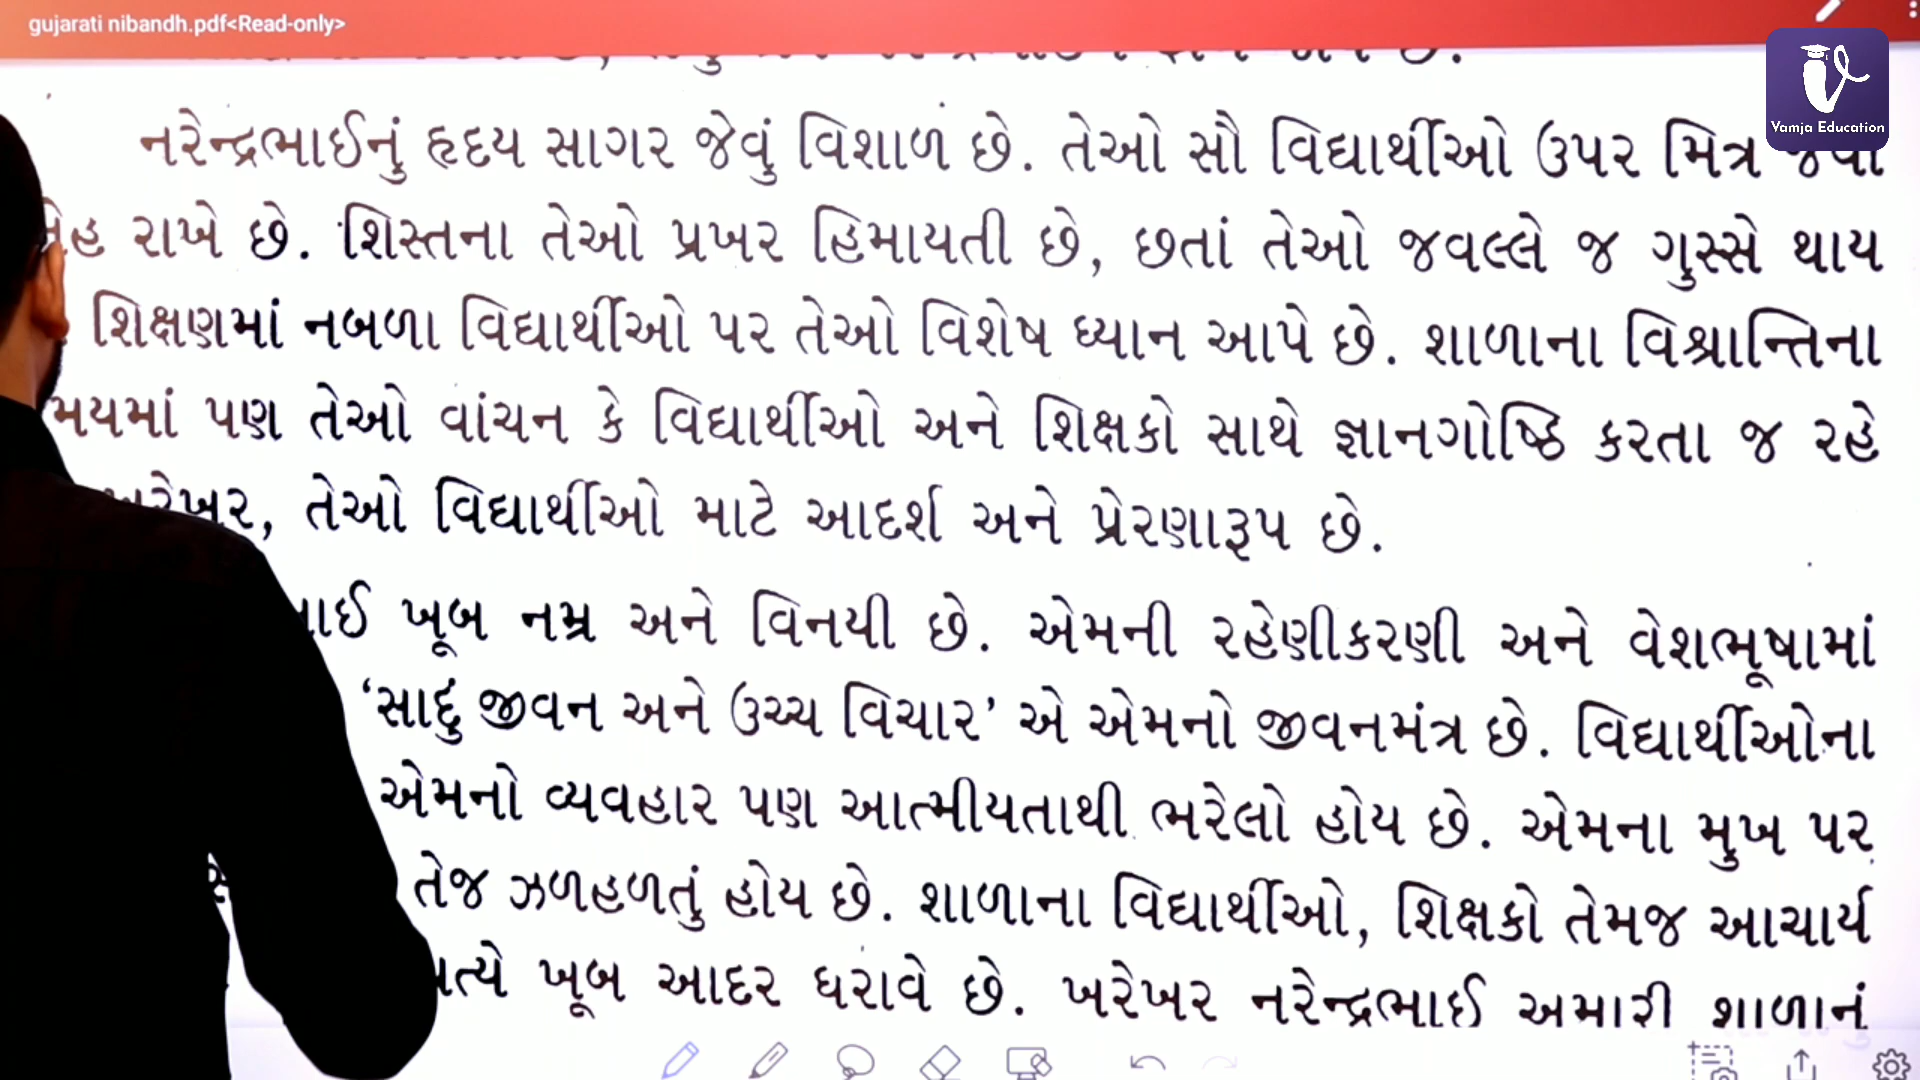 gujarati nibandh.pdf<Read-only>
Vamja Education
નરેન્દ્રભાઈનું હૃદય સાગર જેવું વિશાળ છે. તેઓ સૌ વિદ્યાર્થીઓ ઉપર મિત્ર
રાખે છે. શિસ્તના તેઓ પ્રખર હિમાયતી છે, છતાં તેઓ જવલ્લે જ ગુસ્સે થાય
શિક્ષણમાં નબળા વિદ્યાર્થીઓ પર તેઓ વિશેષ ધ્યાન આપે છે. શાળાના વિશ્રાન્તિના
પણ તેઓ વાંચન કે વિદ્યાર્થીઓ અને શિક્ષકો સાથે જ્ઞાનગોષ્ઠિ કરતા જ રહે
તેઓ વિદ્યાર્થીઓ માટે આદર્શ અને પ્રેરણારૂપ છે.
ખૂબ નમ્ર અને વિનયી છે. એમની રહેણીકરણી અને વેશભૂષામાં
‘સાદું જીવન અને ઉચ્ચ વિચાર’ એ એમનો જીવનમંત્ર છે. વિદ્યાર્થીઓના
એમનો વ્યવહાર પણ આત્મીયતાથી ભરેલો હોય છે. એમના મુખ પર
તેજ ઝળહળતું હોય છે. શાળાના વિદ્યાર્થીઓ, શિક્ષકો તેમજ આચાર્ય
ખૂબ આદર ધરાવે છે. ખરેખર નરેન્દ્રભાઈ અમારી શાળાનું